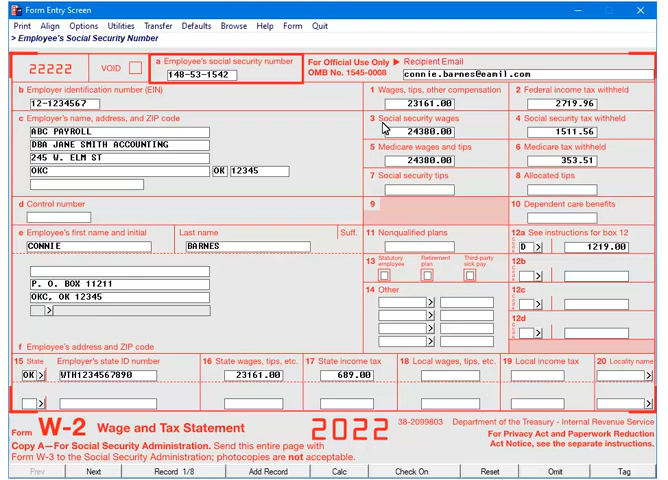 Form Entry Screen
Print Align Options Utilities Transfer Defaults Browse Help Form Quit
> Employee's Social Security Number
22222 VOID a Employee's social security number For Official Use Only ▶ Recipient Email
148-53-1542 OMB No. 1545-0008 connie.barnes@eamil.com
b Employer identification number (EIN) 1 Wages, tips, other compensation 2 Federal income tax withheld
12-1234567 23161.00 2719.96
c Employer's name, address, and ZIP code 3 Social security wages 4 Social security tax withheld
ABC PAYROLL 24380.00 1511.56
DBA JANE SMITH ACCOUNTING 5 Medicare wages and tips 6 Medicare tax withheld
245 W. ELM ST 24380.00 353.51
OKC OK 12345 7 Social security tips 8 Allocated tips
d Control number 9 10 Dependent care benefits
e Employee's first name and initial Last name Suff. 11 Nonqualified plans 12a See instructions for box 12
CONNIE BARNES D > 1219.00
13 Statutory employee Retirement plan Third-party sick pay 12b
P. O. BOX 11211 14 Other 12c
OKC, OK 12345
12d
f Employee's address and ZIP code
15 State Employer's state ID number 16 State wages, tips, etc. 17 State income tax 18 Local wages, tips, etc. 19 Local income tax 20 Locality name
OK > WTH1234567890 23161.00 689.00
Form W-2 Wage and Tax Statement 2022 38-2099803 Department of the Treasury - Internal Revenue Service
For Privacy Act and Paperwork Reduction
Copy A—For Social Security Administration. Send this entire page with Act Notice, see the separate instructions.
Form W-3 to the Social Security Administration; photocopies are not acceptable.
Prev Next Record 1/8 Add Record Calc Check On Reset Omit Tag